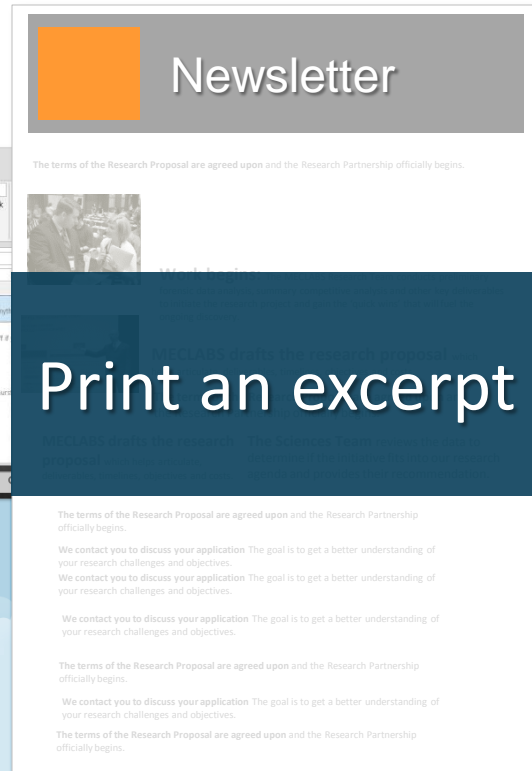 Newsletter
The terms of the Research Proposal are agreed upon and the Research Partnership officially begins.
Work begins:
MECLABS drafts the research proposal
Print an excerpt
MECLABS drafts the research
proposal
The Sciences Team
The terms of the Research Proposal are agreed upon and the Research Partnership
officially begins.
We contact you to discuss your application The goal is to get a better understanding of
your research challenges and objectives.
We contact you to discuss your application The goal is to get a better understanding of
your research challenges and objectives.
We contact you to discuss your application The goal is to get a better understanding of
your research challenges and objectives.
The terms of the Research Proposal are agreed upon and the Research Partnership
officially begins.
We contact you to discuss your application The goal is to get a better understanding of
your research challenges and objectives.
The terms of the Research Proposal are agreed upon and the Research Partnership
officially begins.